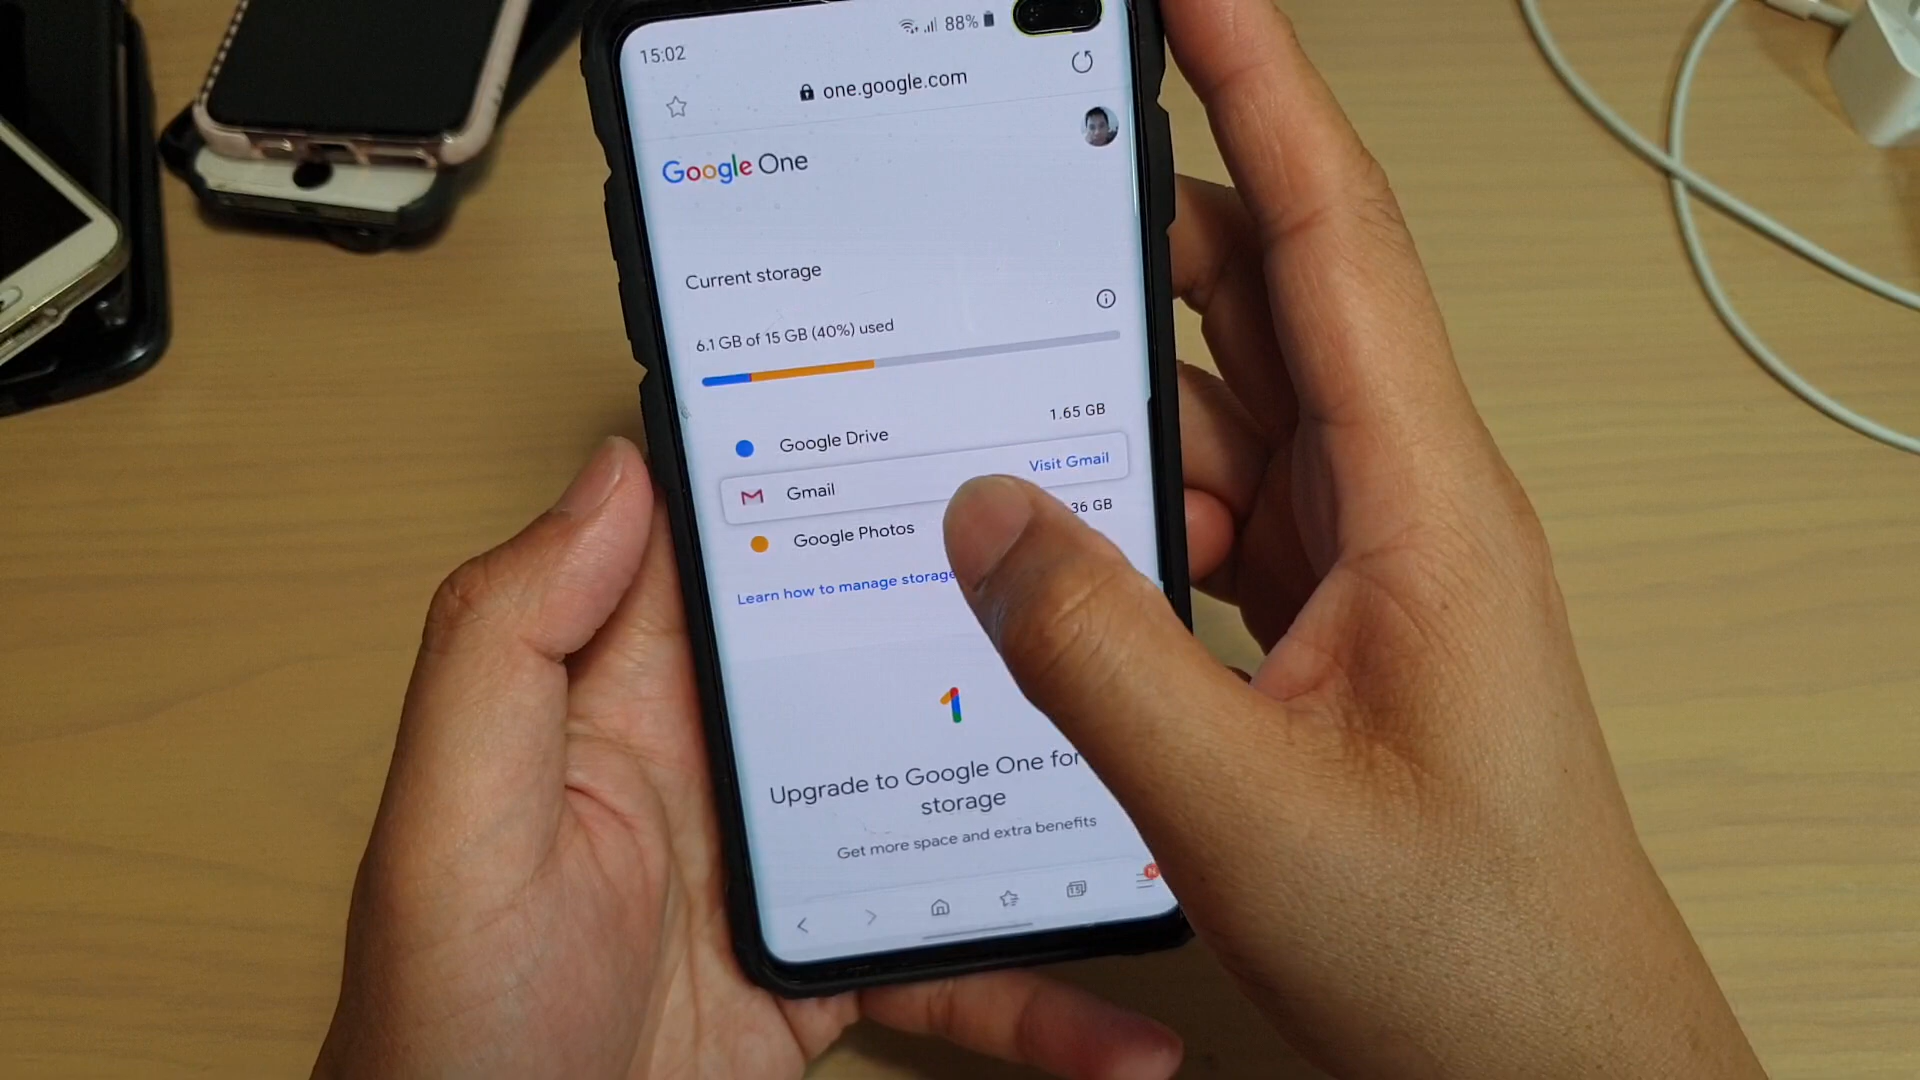 15:02
88%
one.google.com
Google One
Current storage
6.1 GB of 15 GB (40%) used
Google Drive 1.65 GB
Gmail Visit Gmail
Google Photos 36 GB
Learn how to manage storage
1
Upgrade to Google One for
storage
Get more space and extra benefits
15
N